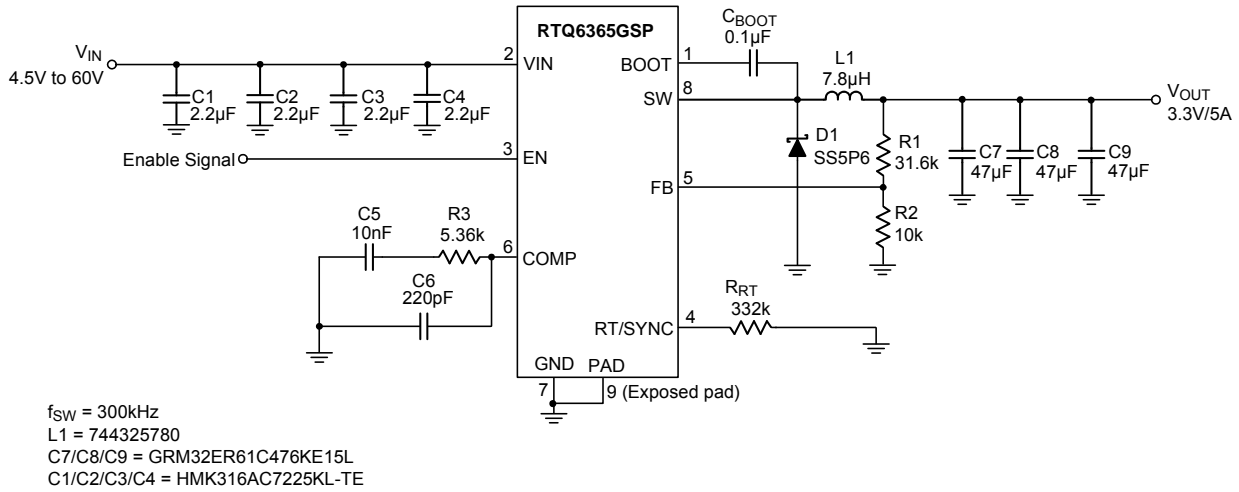 RTQ6365GSP
VIN
4.5V to 60V
2
VIN
C1
2.2µF
C2
2.2µF
C3
2.2µF
C4
2.2µF
Enable Signal
3
EN
C5
10nF
R3
5.36k
6
COMP
C6
220pF
GND
PAD
7
9 (Exposed pad)
CBOOT
0.1µF
1
BOOT
8
SW
L1
7.8µH
VOUT
3.3V/5A
D1
SS5P6
R1
31.6k
C7
47µF
C8
47µF
C9
47µF
5
FB
R2
10k
RRT
332k
4
RT/SYNC
fSW = 300kHz
L1 = 744325780
C7/C8/C9 = GRM32ER61C476KE15L
C1/C2/C3/C4 = HMK316AC7225KL-TE